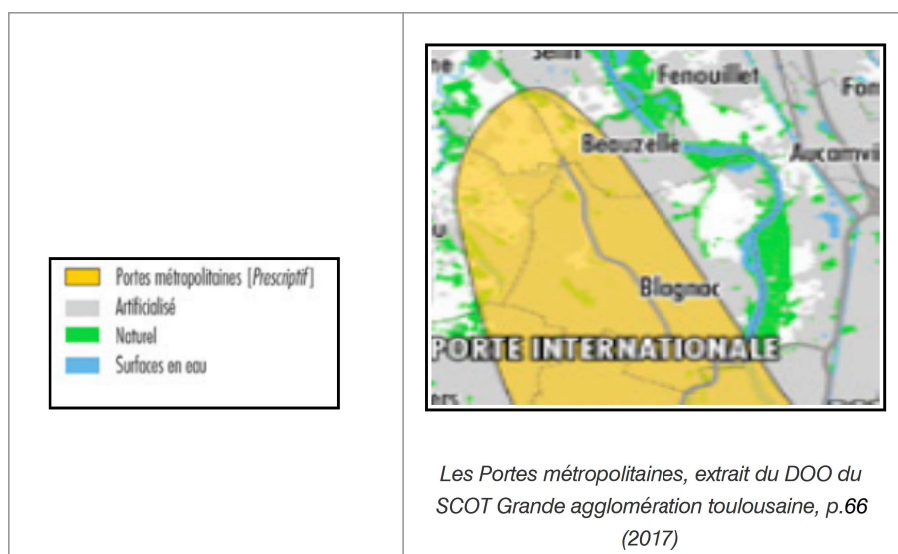 Portes métropolitaines [Prescriptif]
Artificialisé
Naturel
Surfaces en eau
Fenouillet
Beauzelle
Blagnac
PORTE INTERNATIONALE
Les Portes métropolitaines, extrait du DOO du
SCOT Grande agglomération toulousaine, p.66
(2017)